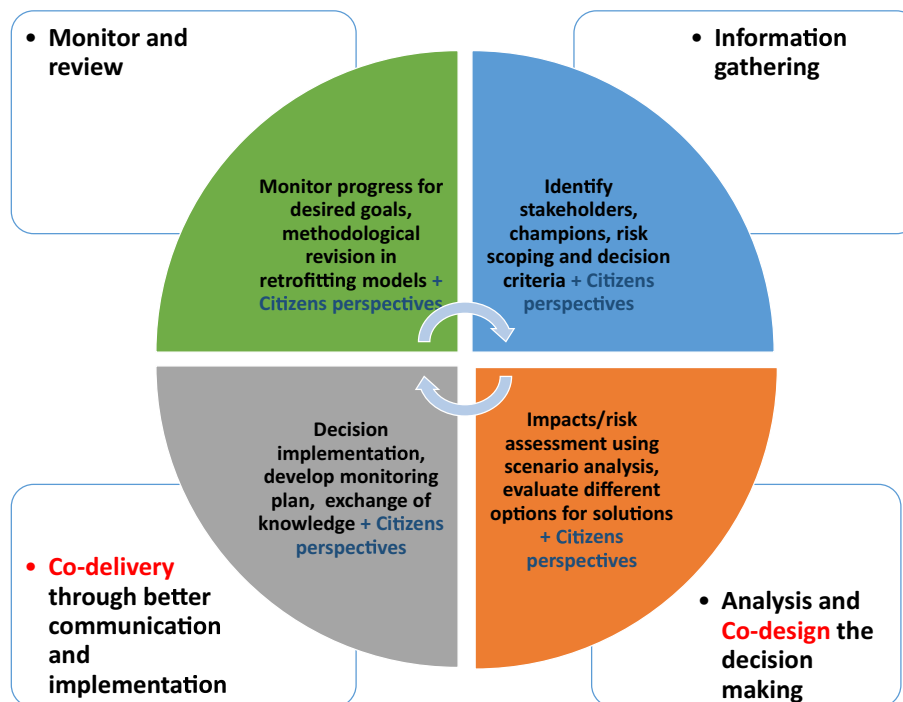 • Monitor and
review
• Information
gathering
Monitor progress for
desired goals,
methodological
revision in
retrofitting models + 
Citizens perspectives
Identify
stakeholders,
champions, risk
scoping and decision
criteria + Citizens
perspectives
Decision
implementation,
develop monitoring
plan,  exchange of
knowledge + Citizens
perspectives
Impacts/risk
assessment using
scenario analysis,
evaluate different
options for solutions
+ Citizens
perspectives
• Co-delivery
through better
communication
and
implementation
• Analysis and
Co-design the
decision
making